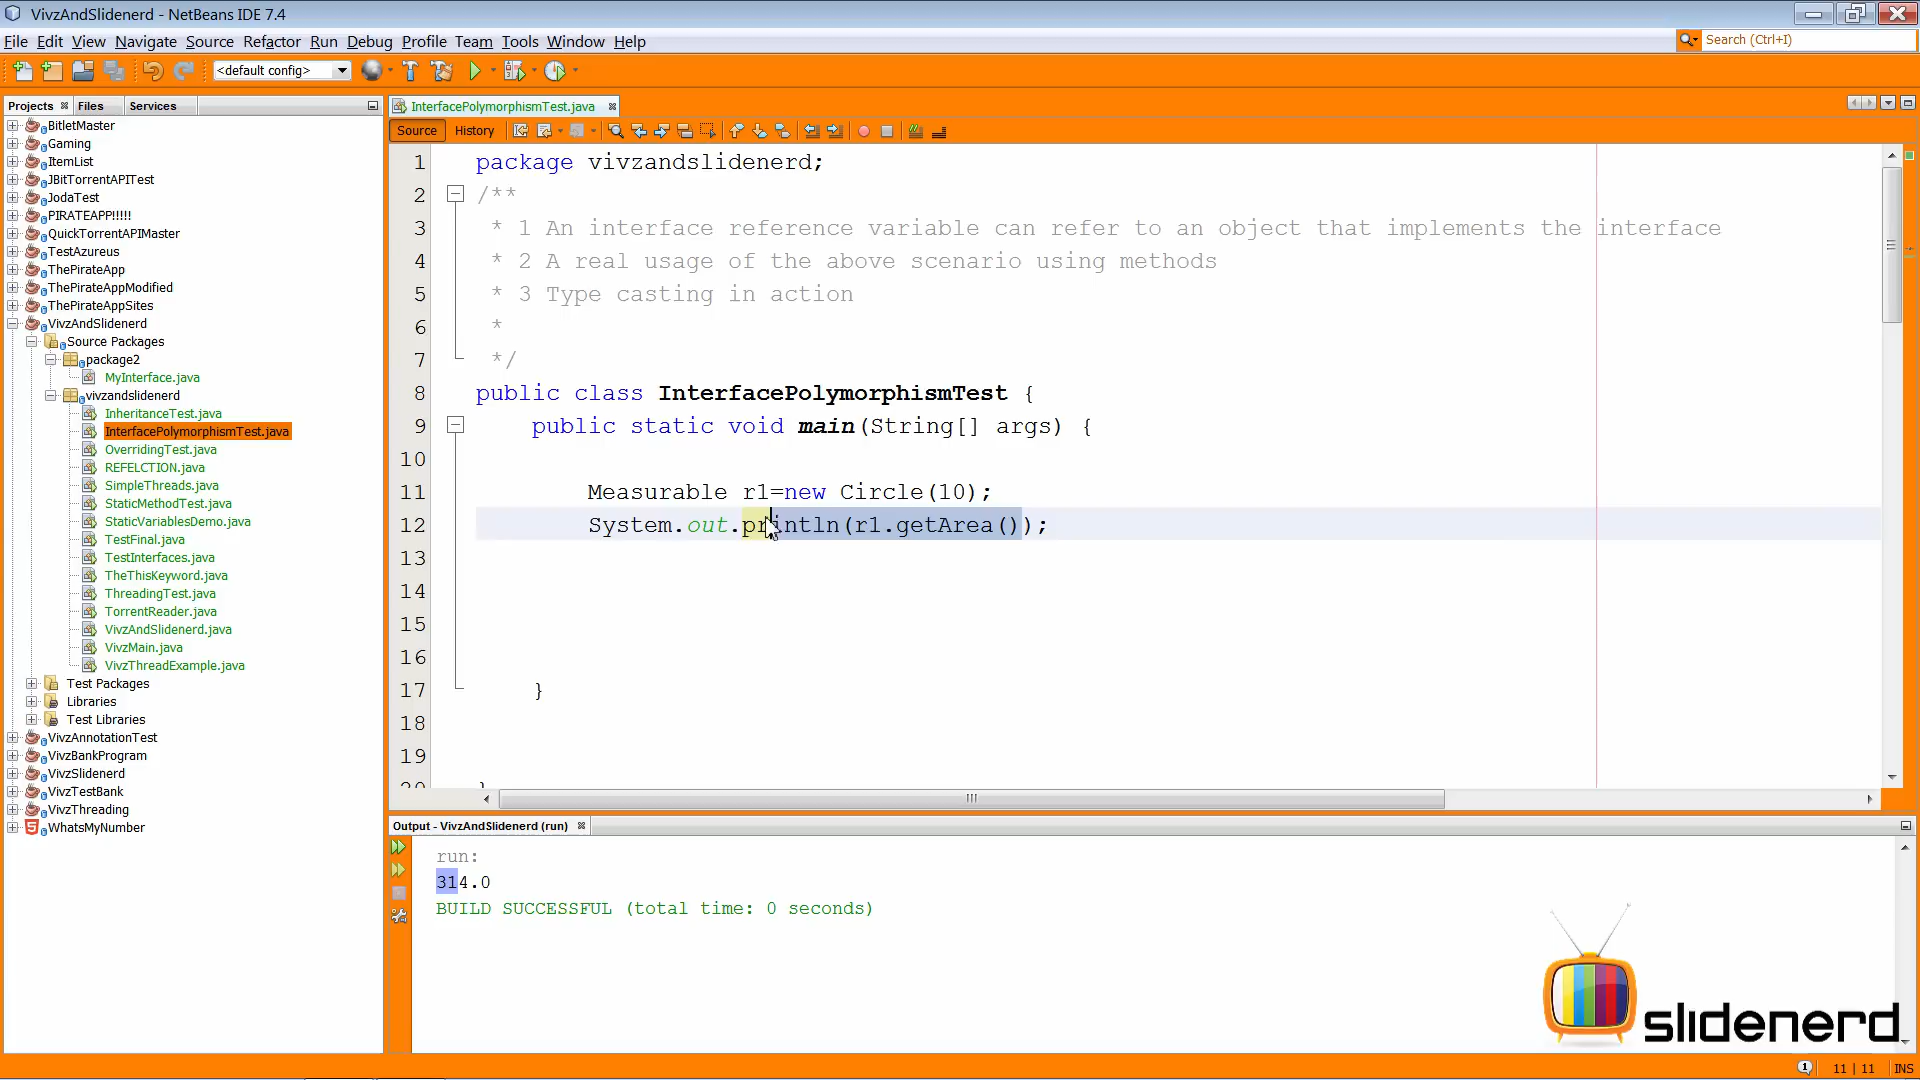 VivzAndSlidenerd - NetBeans IDE 7.4
File Edit View Navigate Source Refactor Run Debug Profile Team Tools Window Help
Search (Ctrl+I)
<default config>
Projects Files Services
BitletMaster
Gaming
ItemList
JBitTorrentAPITest
JodaTest
PIRATEAPP!!!!!
QuickTorrentAPIMaster
TestAzureus
ThePirateApp
ThePirateAppModified
ThePirateAppSites
VivzAndSlidenerd
Source Packages
package2
MyInterface.java
vivzandslidenerd
InheritanceTest.java
InterfacePolymorphismTest.java
OverridingTest.java
REFELCTION.java
SimpleThreads.java
StaticMethodTest.java
StaticVariablesDemo.java
TestFinal.java
TestInterfaces.java
TheThisKeyword.java
ThreadingTest.java
TorrentReader.java
VivzAndSlidenerd.java
VivzMain.java
VivzThreadExample.java
Test Packages
Libraries
Test Libraries
VivzAnnotationTest
VivzBankProgram
VivzSlidenerd
VivzTestBank
VivzThreading
WhatsMyNumber
InterfacePolymorphismTest.java
Source History
1 package vivzandslidenerd;
2 /**
3 * 1 An interface reference variable can refer to an object that implements the interface
4 * 2 A real usage of the above scenario using methods
5 * 3 Type casting in action
6 *
7 */
8 public class InterfacePolymorphismTest {
9 public static void main(String[] args) {
10
11 Measurable r1=new Circle(10);
12 System.out.println(r1.getArea());
13
14
15
16
17 }
18
19
20 }
Output - VivzAndSlidenerd (run)
run:
314.0
BUILD SUCCESSFUL (total time: 0 seconds)
slidenerd
11 | 11 INS